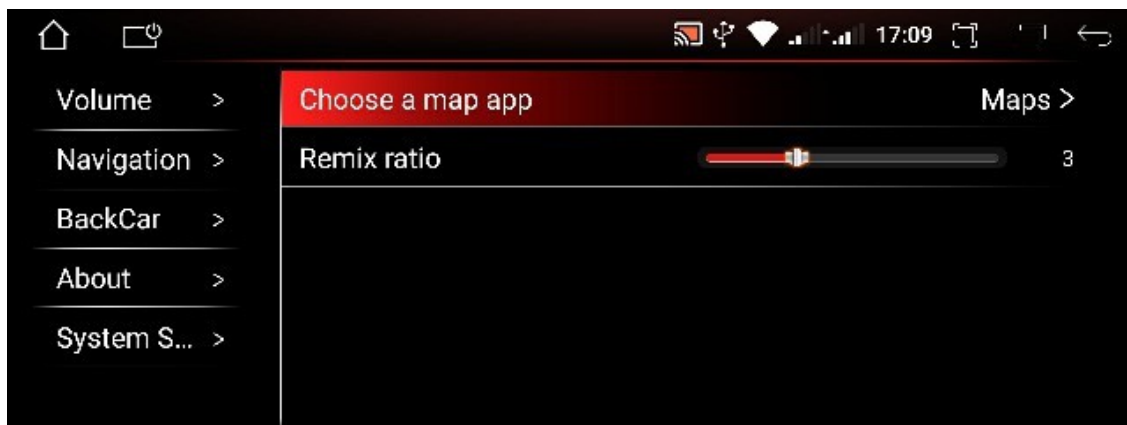 17:09
Volume >
Navigation >
BackCar >
About >
System S... >
Choose a map app Maps >
Remix ratio 3